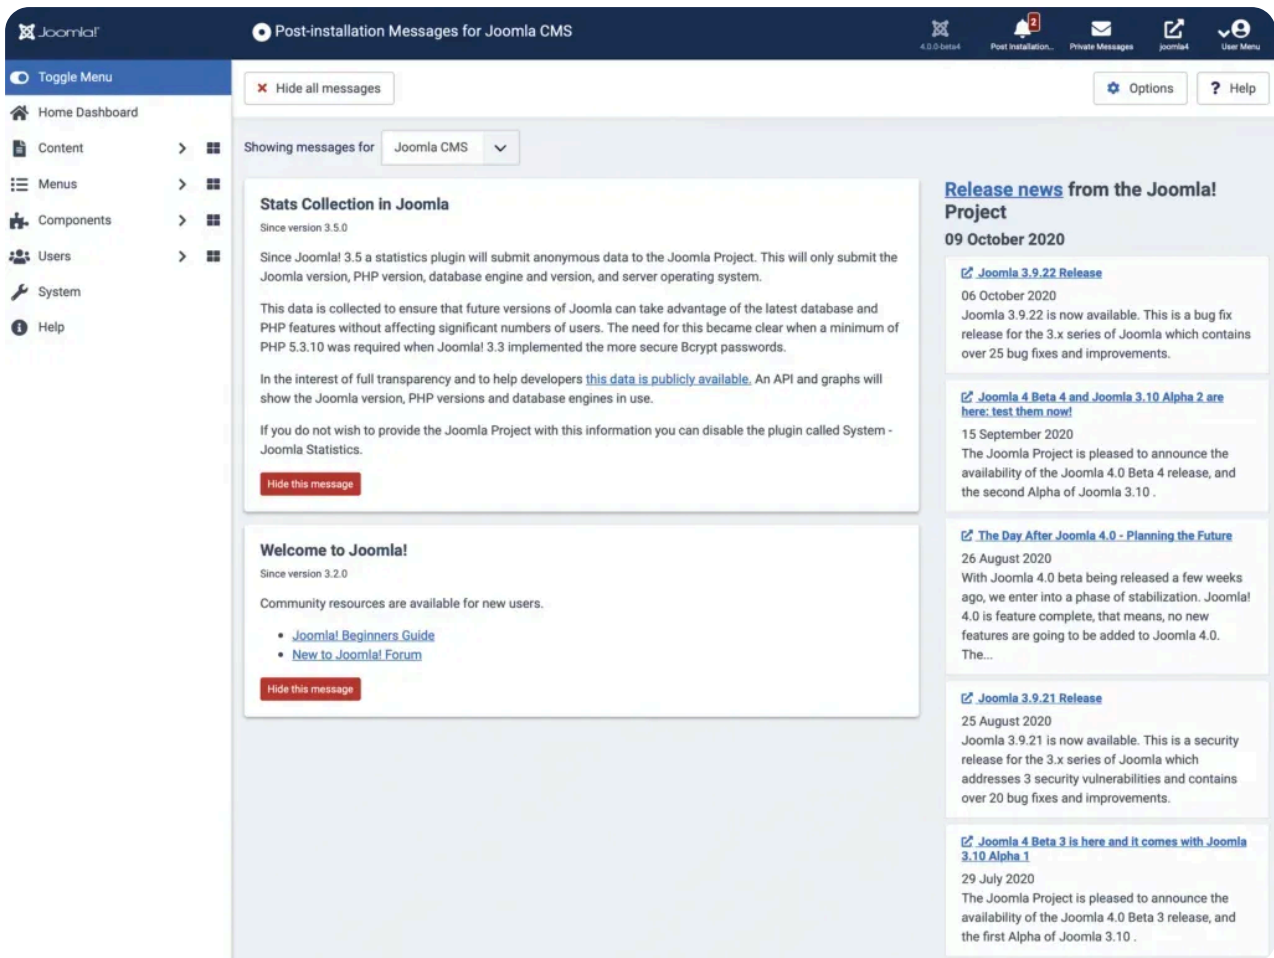 Joomla!
Post-installation Messages for Joomla CMS
4.0.0-beta4
2
Post Installation...
Private Messages
joomla4
User Menu
Toggle Menu
Home Dashboard
Content
Menus
Components
Users
System
Help
Hide all messages
Options
? Help
Showing messages for
Joomla CMS
Stats Collection in Joomla
Since version 3.5.0
Since Joomla! 3.5 a statistics plugin will submit anonymous data to the Joomla Project. This will only submit the
Joomla version, PHP version, database engine and version, and server operating system.
This data is collected to ensure that future versions of Joomla can take advantage of the latest database and
PHP features without affecting significant numbers of users. The need for this became clear when a minimum of
PHP 5.3.10 was required when Joomla! 3.3 implemented the more secure Bcrypt passwords.
In the interest of full transparency and to help developers this data is publicly available. An API and graphs will
show the Joomla version, PHP versions and database engines in use.
If you do not wish to provide the Joomla Project with this information you can disable the plugin called System -
Joomla Statistics.
Hide this message
Welcome to Joomla!
Since version 3.2.0
Community resources are available for new users.
• Joomla! Beginners Guide
• New to Joomla! Forum
Hide this message
Release news from the Joomla!
Project
09 October 2020
Joomla 3.9.22 Release
06 October 2020
Joomla 3.9.22 is now available. This is a bug fix
release for the 3.x series of Joomla which contains
over 25 bug fixes and improvements.
Joomla 4 Beta 4 and Joomla 3.10 Alpha 2 are
here: test them now!
15 September 2020
The Joomla Project is pleased to announce the
availability of the Joomla 4.0 Beta 4 release, and
the second Alpha of Joomla 3.10 .
The Day After Joomla 4.0 - Planning the Future
26 August 2020
With Joomla 4.0 beta being released a few weeks
ago, we enter into a phase of stabilization. Joomla!
4.0 is feature complete, that means, no new
features are going to be added to Joomla 4.0.
The...
Joomla 3.9.21 Release
25 August 2020
Joomla 3.9.21 is now available. This is a security
release for the 3.x series of Joomla which
addresses 3 security vulnerabilities and contains
over 20 bug fixes and improvements.
Joomla 4 Beta 3 is here and it comes with Joomla
3.10 Alpha 1
29 July 2020
The Joomla Project is pleased to announce the
availability of the Joomla 4.0 Beta 3 release, and
the first Alpha of Joomla 3.10 .